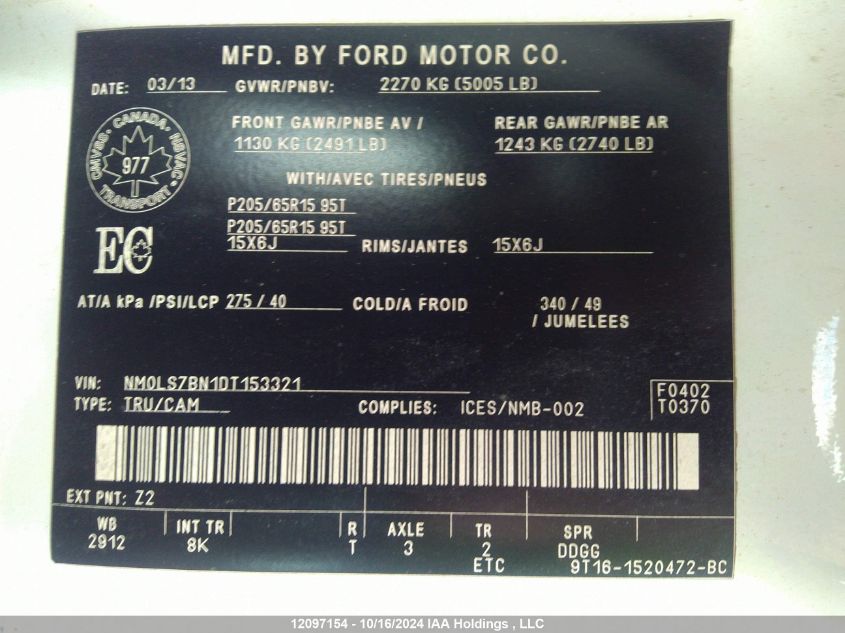 MFD. BY FORD MOTOR CO.
DATE: 03/13 GVWR/PNBV: 2270 KG (5005 LB)
FRONT GAWR/PNBE AV / REAR GAWR/PNBE AR
1130 KG (2491 LB) 1243 KG (2740 LB)
CMVSS · CANADA · NSVAC
977
TRANSPORT
WITH/AVEC TIRES/PNEUS
P205/65R15 95T
P205/65R15 95T
EC
15X6J RIMS/JANTES 15X6J
AT/A kPa /PSI/LCP 275 / 40 COLD/A FROID 340 / 49
/ JUMELEES
VIN: NM0LS7BN1DT153321
TYPE: TRU/CAM COMPLIES: ICES/NMB-002
F0402
T0370
EXT PNT: Z2
WB INT TR R AXLE TR SPR
2912 8K T 3 2 DDGG
ETC 9T16-1520472-BC
12097154 - 10/16/2024 IAA Holdings , LLC